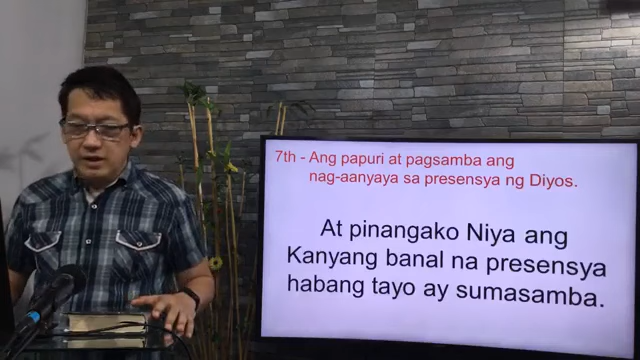 7th - Ang papuri at pagsamba ang
nag-aanyaya sa presensya ng Diyos.
At pinangako Niya ang
Kanyang banal na presensya
habang tayo ay sumasamba.